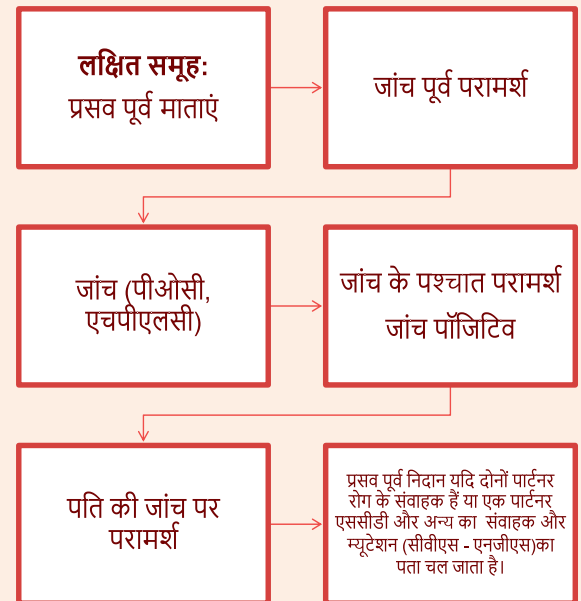 लक्षित समूह:
प्रसव पूर्व माताएं
जांच पूर्व परामर्श
जांच (पीओसी,
एचपीएलसी)
जांच के पश्चात परामर्श
जांच पॉजिटिव
पति की जांच पर
परामर्श
प्रसव पूर्व निदान यदि दोनों पार्टनर
रोग के संवाहक हैं या एक पार्टनर
एससीडी और अन्य का संवाहक और
म्यूटेशन (सीवीएस - एनजीएस)का
पता चल जाता है।